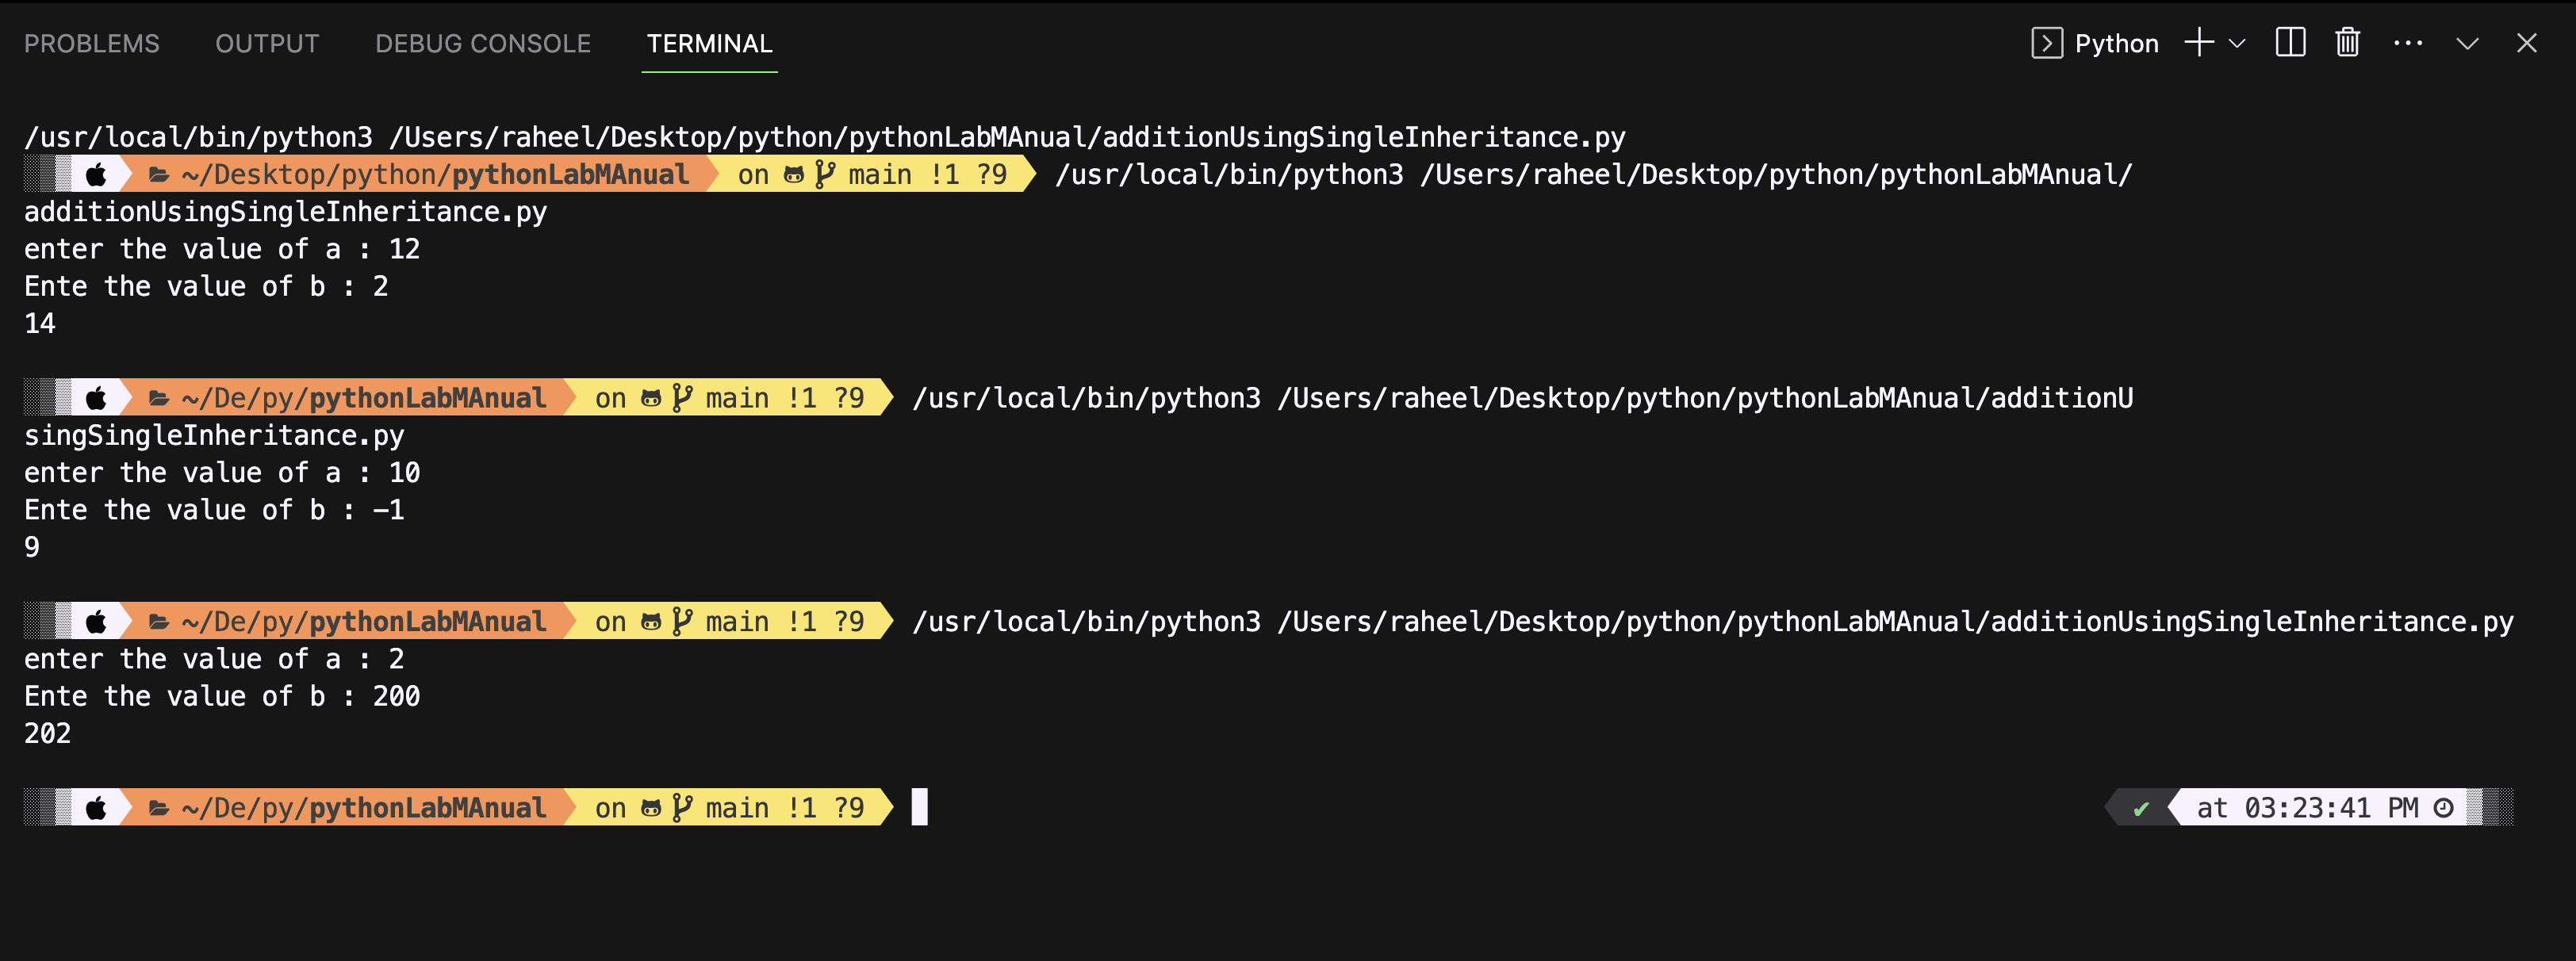 PROBLEMS OUTPUT DEBUG CONSOLE TERMINAL Python
/usr/local/bin/python3 /Users/raheel/Desktop/python/pythonLabMAnual/additionUsingSingleInheritance.py
~/Desktop/python/pythonLabMAnual on main !1 ?9 /usr/local/bin/python3 /Users/raheel/Desktop/python/pythonLabMAnual/
additionUsingSingleInheritance.py
enter the value of a : 12
Ente the value of b : 2
14
~/De/py/pythonLabMAnual on main !1 ?9 /usr/local/bin/python3 /Users/raheel/Desktop/python/pythonLabMAnual/additionU
singSingleInheritance.py
enter the value of a : 10
Ente the value of b : -1
9
~/De/py/pythonLabMAnual on main !1 ?9 /usr/local/bin/python3 /Users/raheel/Desktop/python/pythonLabMAnual/additionUsingSingleInheritance.py
enter the value of a : 2
Ente the value of b : 200
202
~/De/py/pythonLabMAnual on main !1 ?9 ✔ at 03:23:41 PM